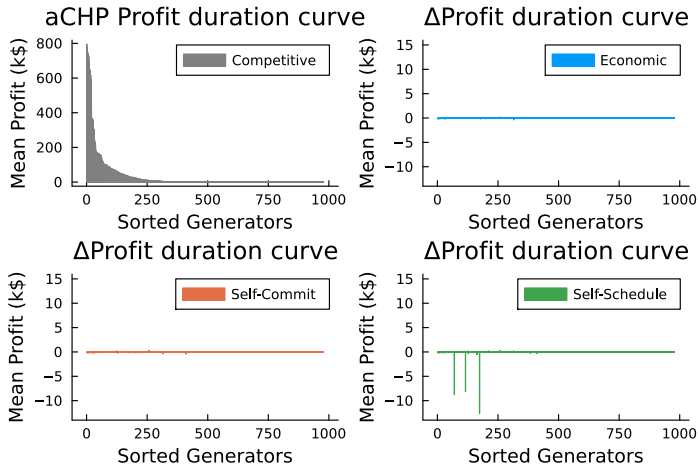 aCHP Profit duration curve
Mean Profit (k$)
800
600
400
200
0
Competitive
0
250
500
750
1000
Sorted Generators
ΔProfit duration curve
Mean Profit (k$)
15
10
5
0
−5
−10
Economic
0
250
500
750
1000
Sorted Generators
ΔProfit duration curve
Mean Profit (k$)
15
10
5
0
−5
−10
Self-Commit
0
250
500
750
1000
Sorted Generators
ΔProfit duration curve
Mean Profit (k$)
15
10
5
0
−5
−10
Self-Schedule
0
250
500
750
1000
Sorted Generators